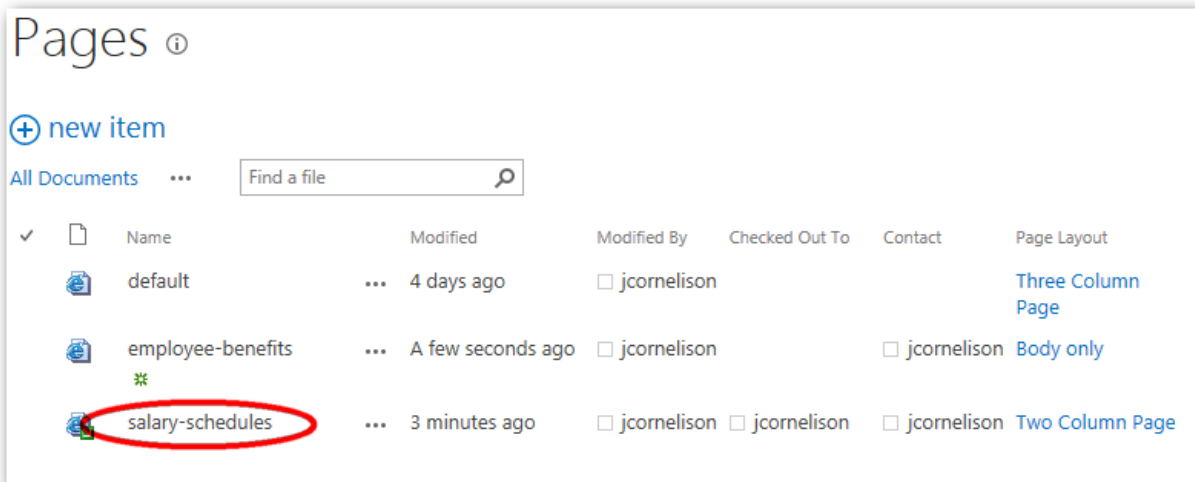 Pages
new item
All Documents ••• Find a file
Name Modified Modified By Checked Out To Contact Page Layout
default ••• 4 days ago jcornelison Three Column
Page
employee-benefits ••• A few seconds ago jcornelison jcornelison Body only
salary-schedules ••• 3 minutes ago jcornelison jcornelison jcornelison Two Column Page